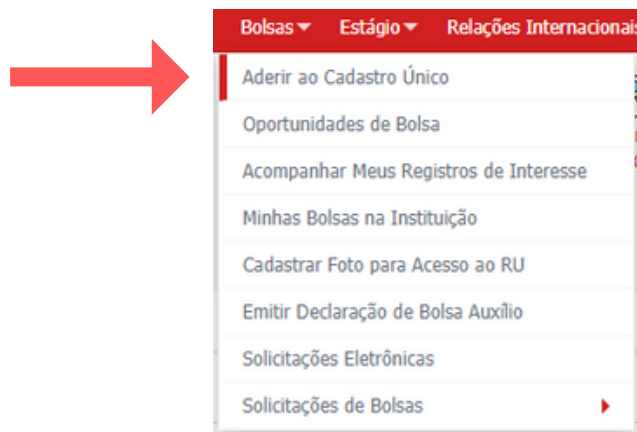 Bolsas Estágio Relações Internacionais
Aderir ao Cadastro Único
Oportunidades de Bolsa
Acompanhar Meus Registros de Interesse
Minhas Bolsas na Instituição
Cadastrar Foto para Acesso ao RU
Emitir Declaração de Bolsa Auxílio
Solicitações Eletrônicas
Solicitações de Bolsas